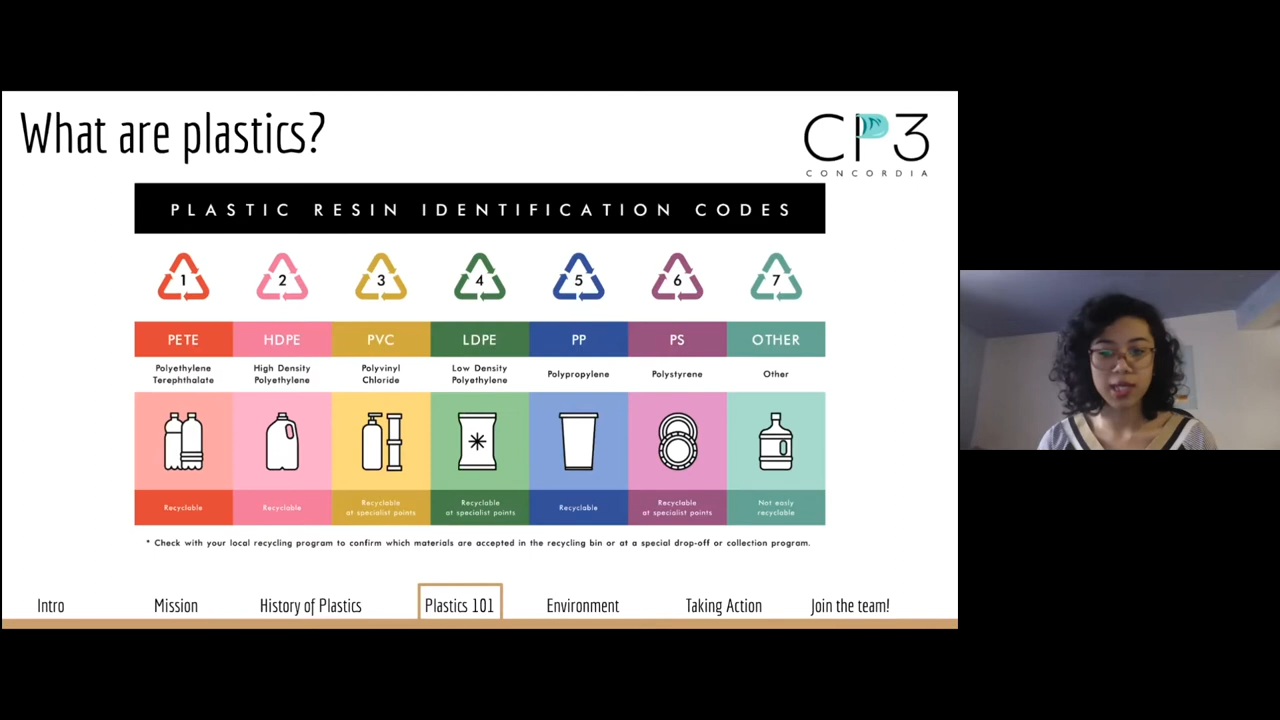 What are plastics?
CP3
CONCORDIA
PLASTIC RESIN IDENTIFICATION CODES
1 2 3 4 5 6 7
PETE HDPE PVC LDPE PP PS OTHER
Polyethylene Terephthalate
High Density Polyethylene
Polyvinyl Chloride
Low Density Polyethylene
Polypropylene
Polystyrene
Other
Recyclable
Recyclable
Recyclable at specialist points
Recyclable at specialist points
Recyclable
Recyclable at specialist points
Not easily recyclable
* Check with your local recycling program to confirm which materials are accepted in the recycling bin or at a special drop-off or collection program.
Intro Mission History of Plastics Plastics 101 Environment Taking Action Join the team!